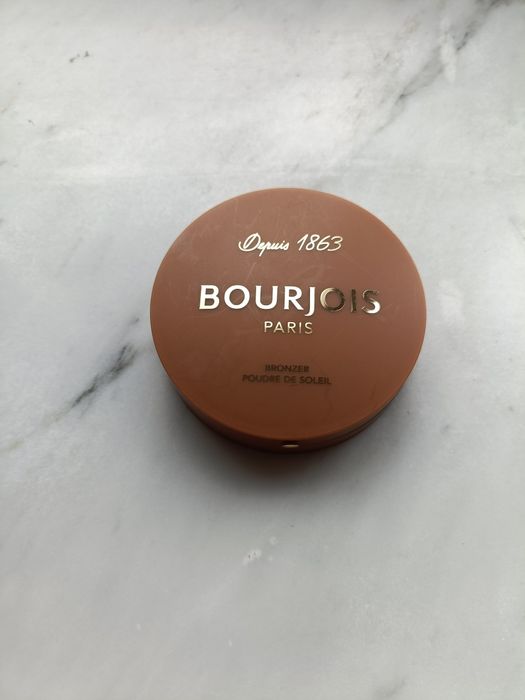 Depuis 1863
BOURJOIS
PARIS
BRONZER
POUDRE DE SOLEIL